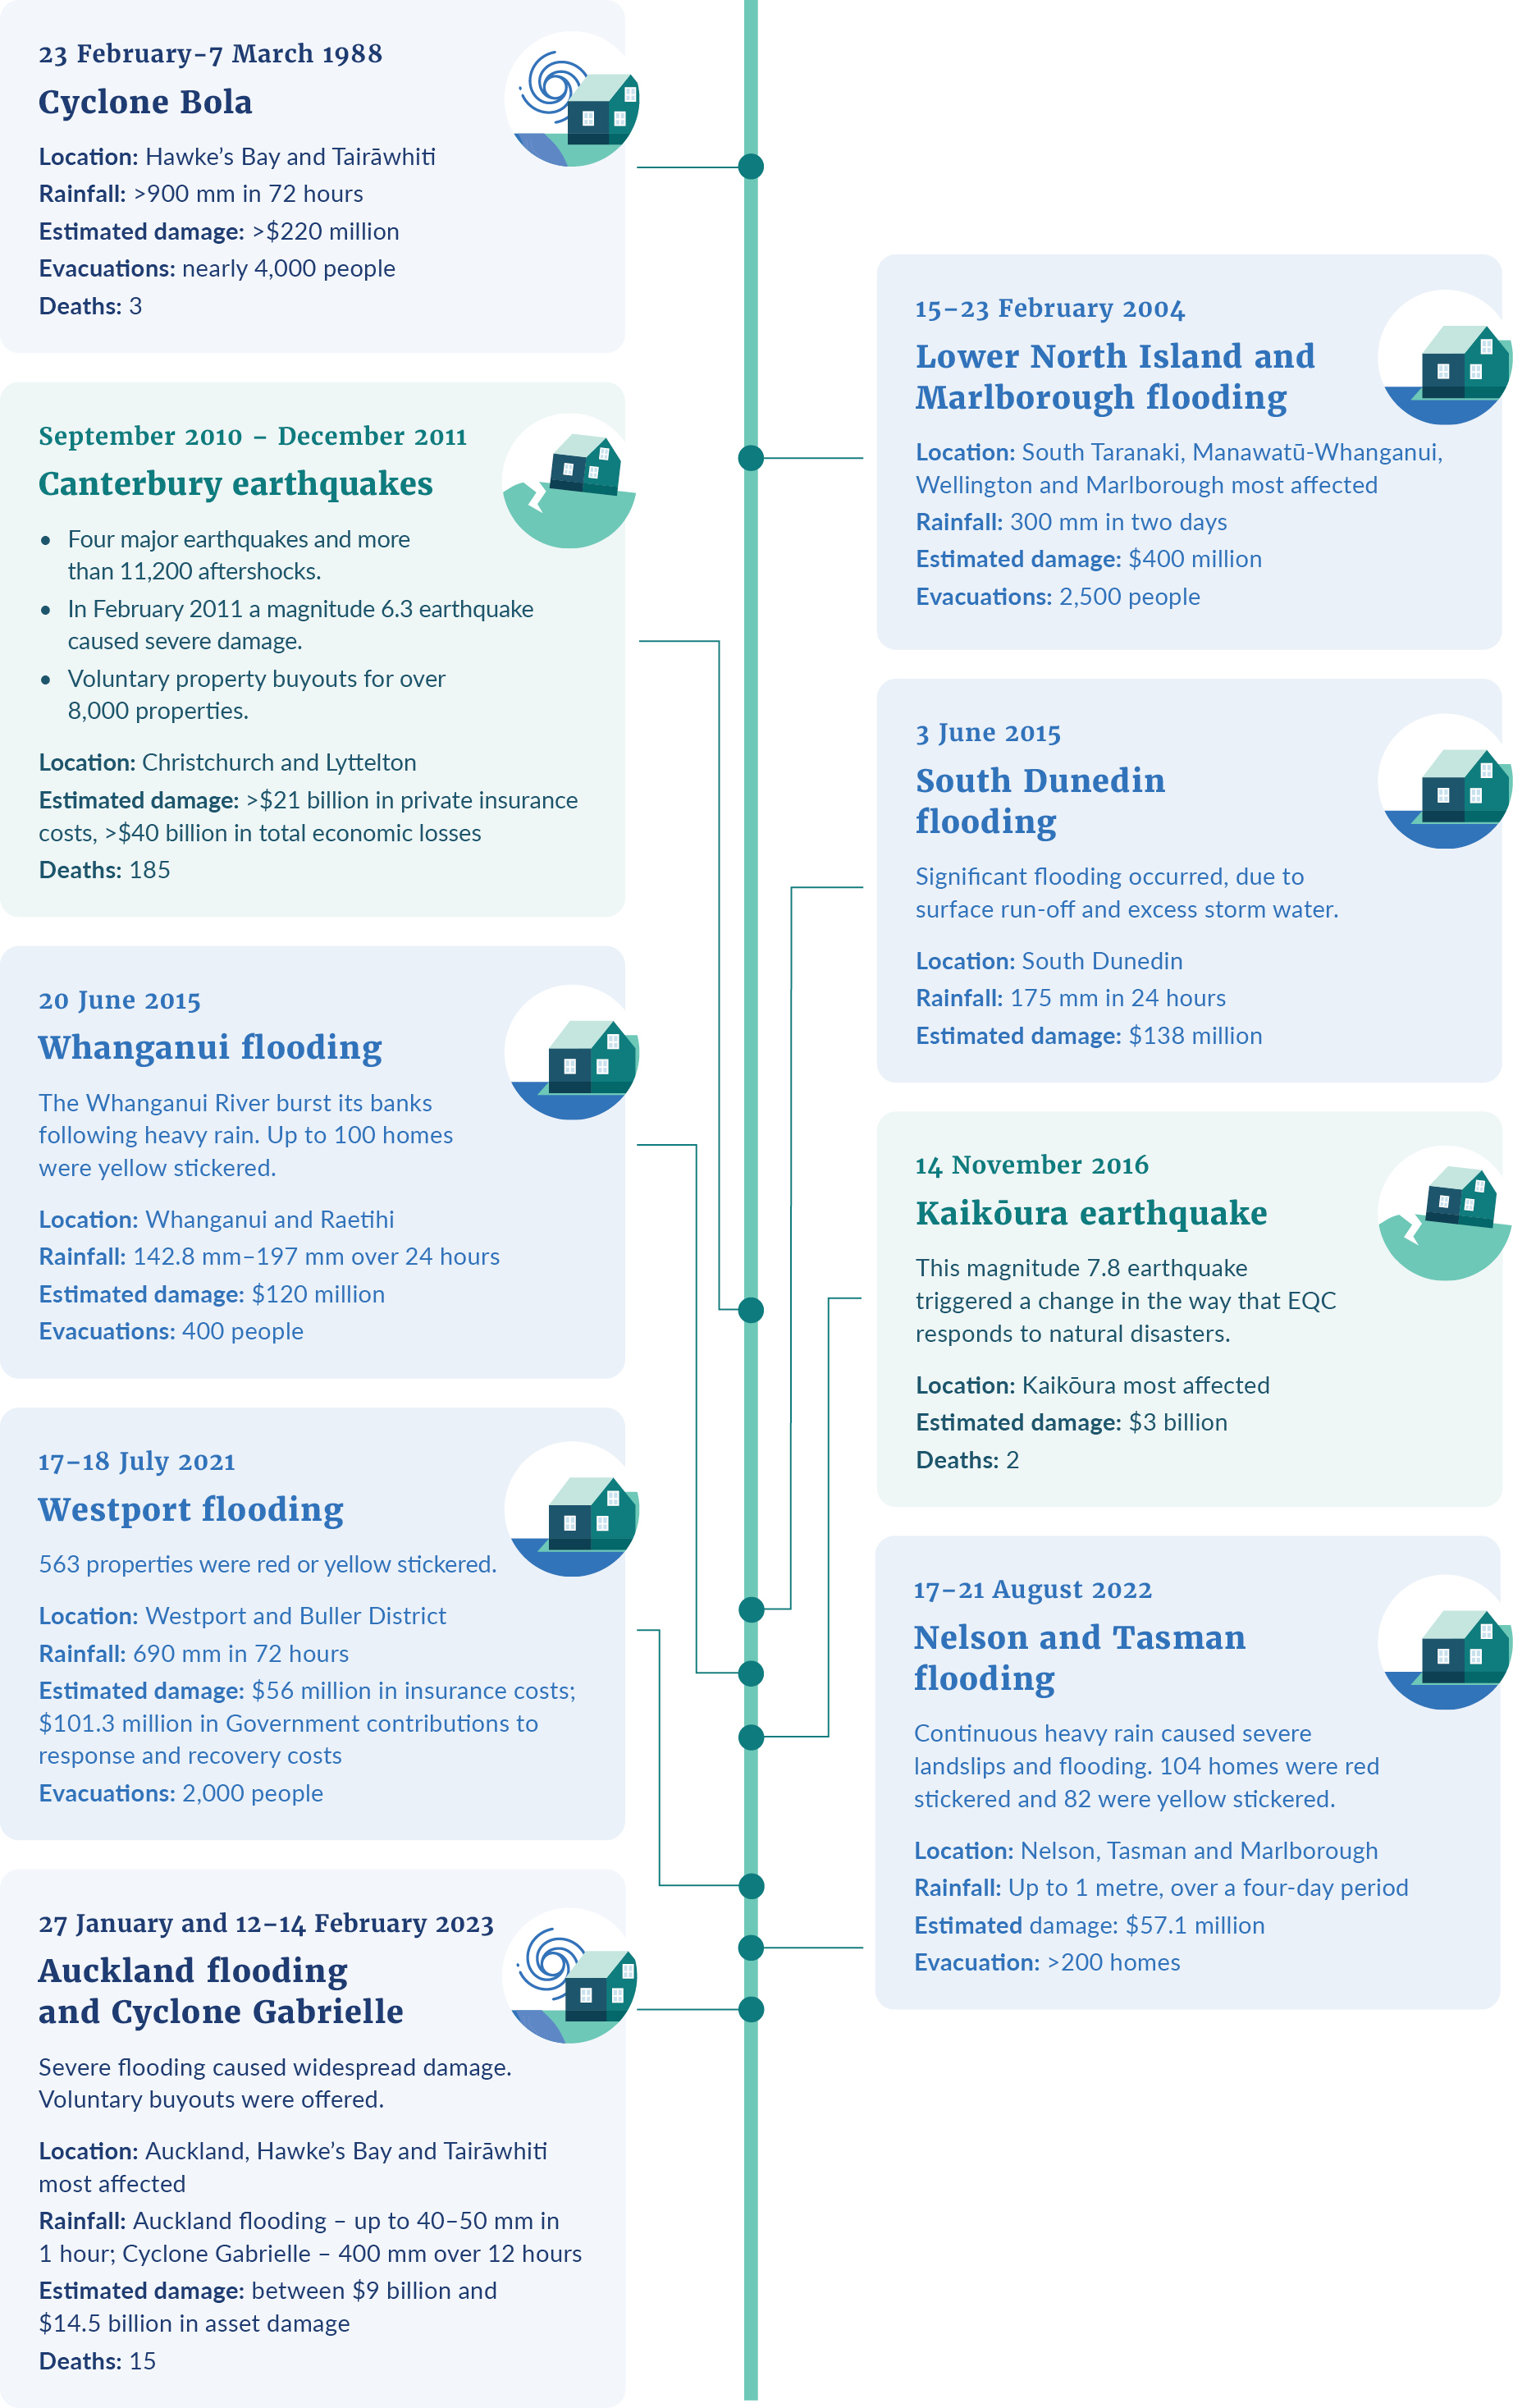 23 February–7 March 1988
Cyclone Bola
Location: Hawke’s Bay and Tairāwhiti
Rainfall: >900 mm in 72 hours
Estimated damage: >$220 million
Evacuations: nearly 4,000 people
Deaths: 3
15–23 February 2004
Lower North Island and
Marlborough flooding
Location: South Taranaki, Manawatū-Whanganui,
Wellington and Marlborough most affected
Rainfall: 300 mm in two days
Estimated damage: $400 million
Evacuations: 2,500 people
September 2010 – December 2011
Canterbury earthquakes
• Four major earthquakes and more
than 11,200 aftershocks.
• In February 2011 a magnitude 6.3 earthquake
caused severe damage.
• Voluntary property buyouts for over
8,000 properties.
Location: Christchurch and Lyttelton
Estimated damage: >$21 billion in private insurance
costs, >$40 billion in total economic losses
Deaths: 185
3 June 2015
South Dunedin
flooding
Significant flooding occurred, due to
surface run-off and excess storm water.
Location: South Dunedin
Rainfall: 175 mm in 24 hours
Estimated damage: $138 million
20 June 2015
Whanganui flooding
The Whanganui River burst its banks
following heavy rain. Up to 100 homes
were yellow stickered.
Location: Whanganui and Raetihi
Rainfall: 142.8 mm–197 mm over 24 hours
Estimated damage: $120 million
Evacuations: 400 people
14 November 2016
Kaikōura earthquake
This magnitude 7.8 earthquake
triggered a change in the way that EQC
responds to natural disasters.
Location: Kaikōura most affected
Estimated damage: $3 billion
Deaths: 2
17–18 July 2021
Westport flooding
563 properties were red or yellow stickered.
Location: Westport and Buller District
Rainfall: 690 mm in 72 hours
Estimated damage: $56 million in insurance costs;
$101.3 million in Government contributions to
response and recovery costs
Evacuations: 2,000 people
17–21 August 2022
Nelson and Tasman
flooding
Continuous heavy rain caused severe
landslips and flooding. 104 homes were red
stickered and 82 were yellow stickered.
Location: Nelson, Tasman and Marlborough
Rainfall: Up to 1 metre, over a four-day period
Estimated damage: $57.1 million
Evacuation: >200 homes
27 January and 12–14 February 2023
Auckland flooding
and Cyclone Gabrielle
Severe flooding caused widespread damage.
Voluntary buyouts were offered.
Location: Auckland, Hawke’s Bay and Tairāwhiti
most affected
Rainfall: Auckland flooding – up to 40–50 mm in
1 hour; Cyclone Gabrielle – 400 mm over 12 hours
Estimated damage: between $9 billion and
$14.5 billion in asset damage
Deaths: 15